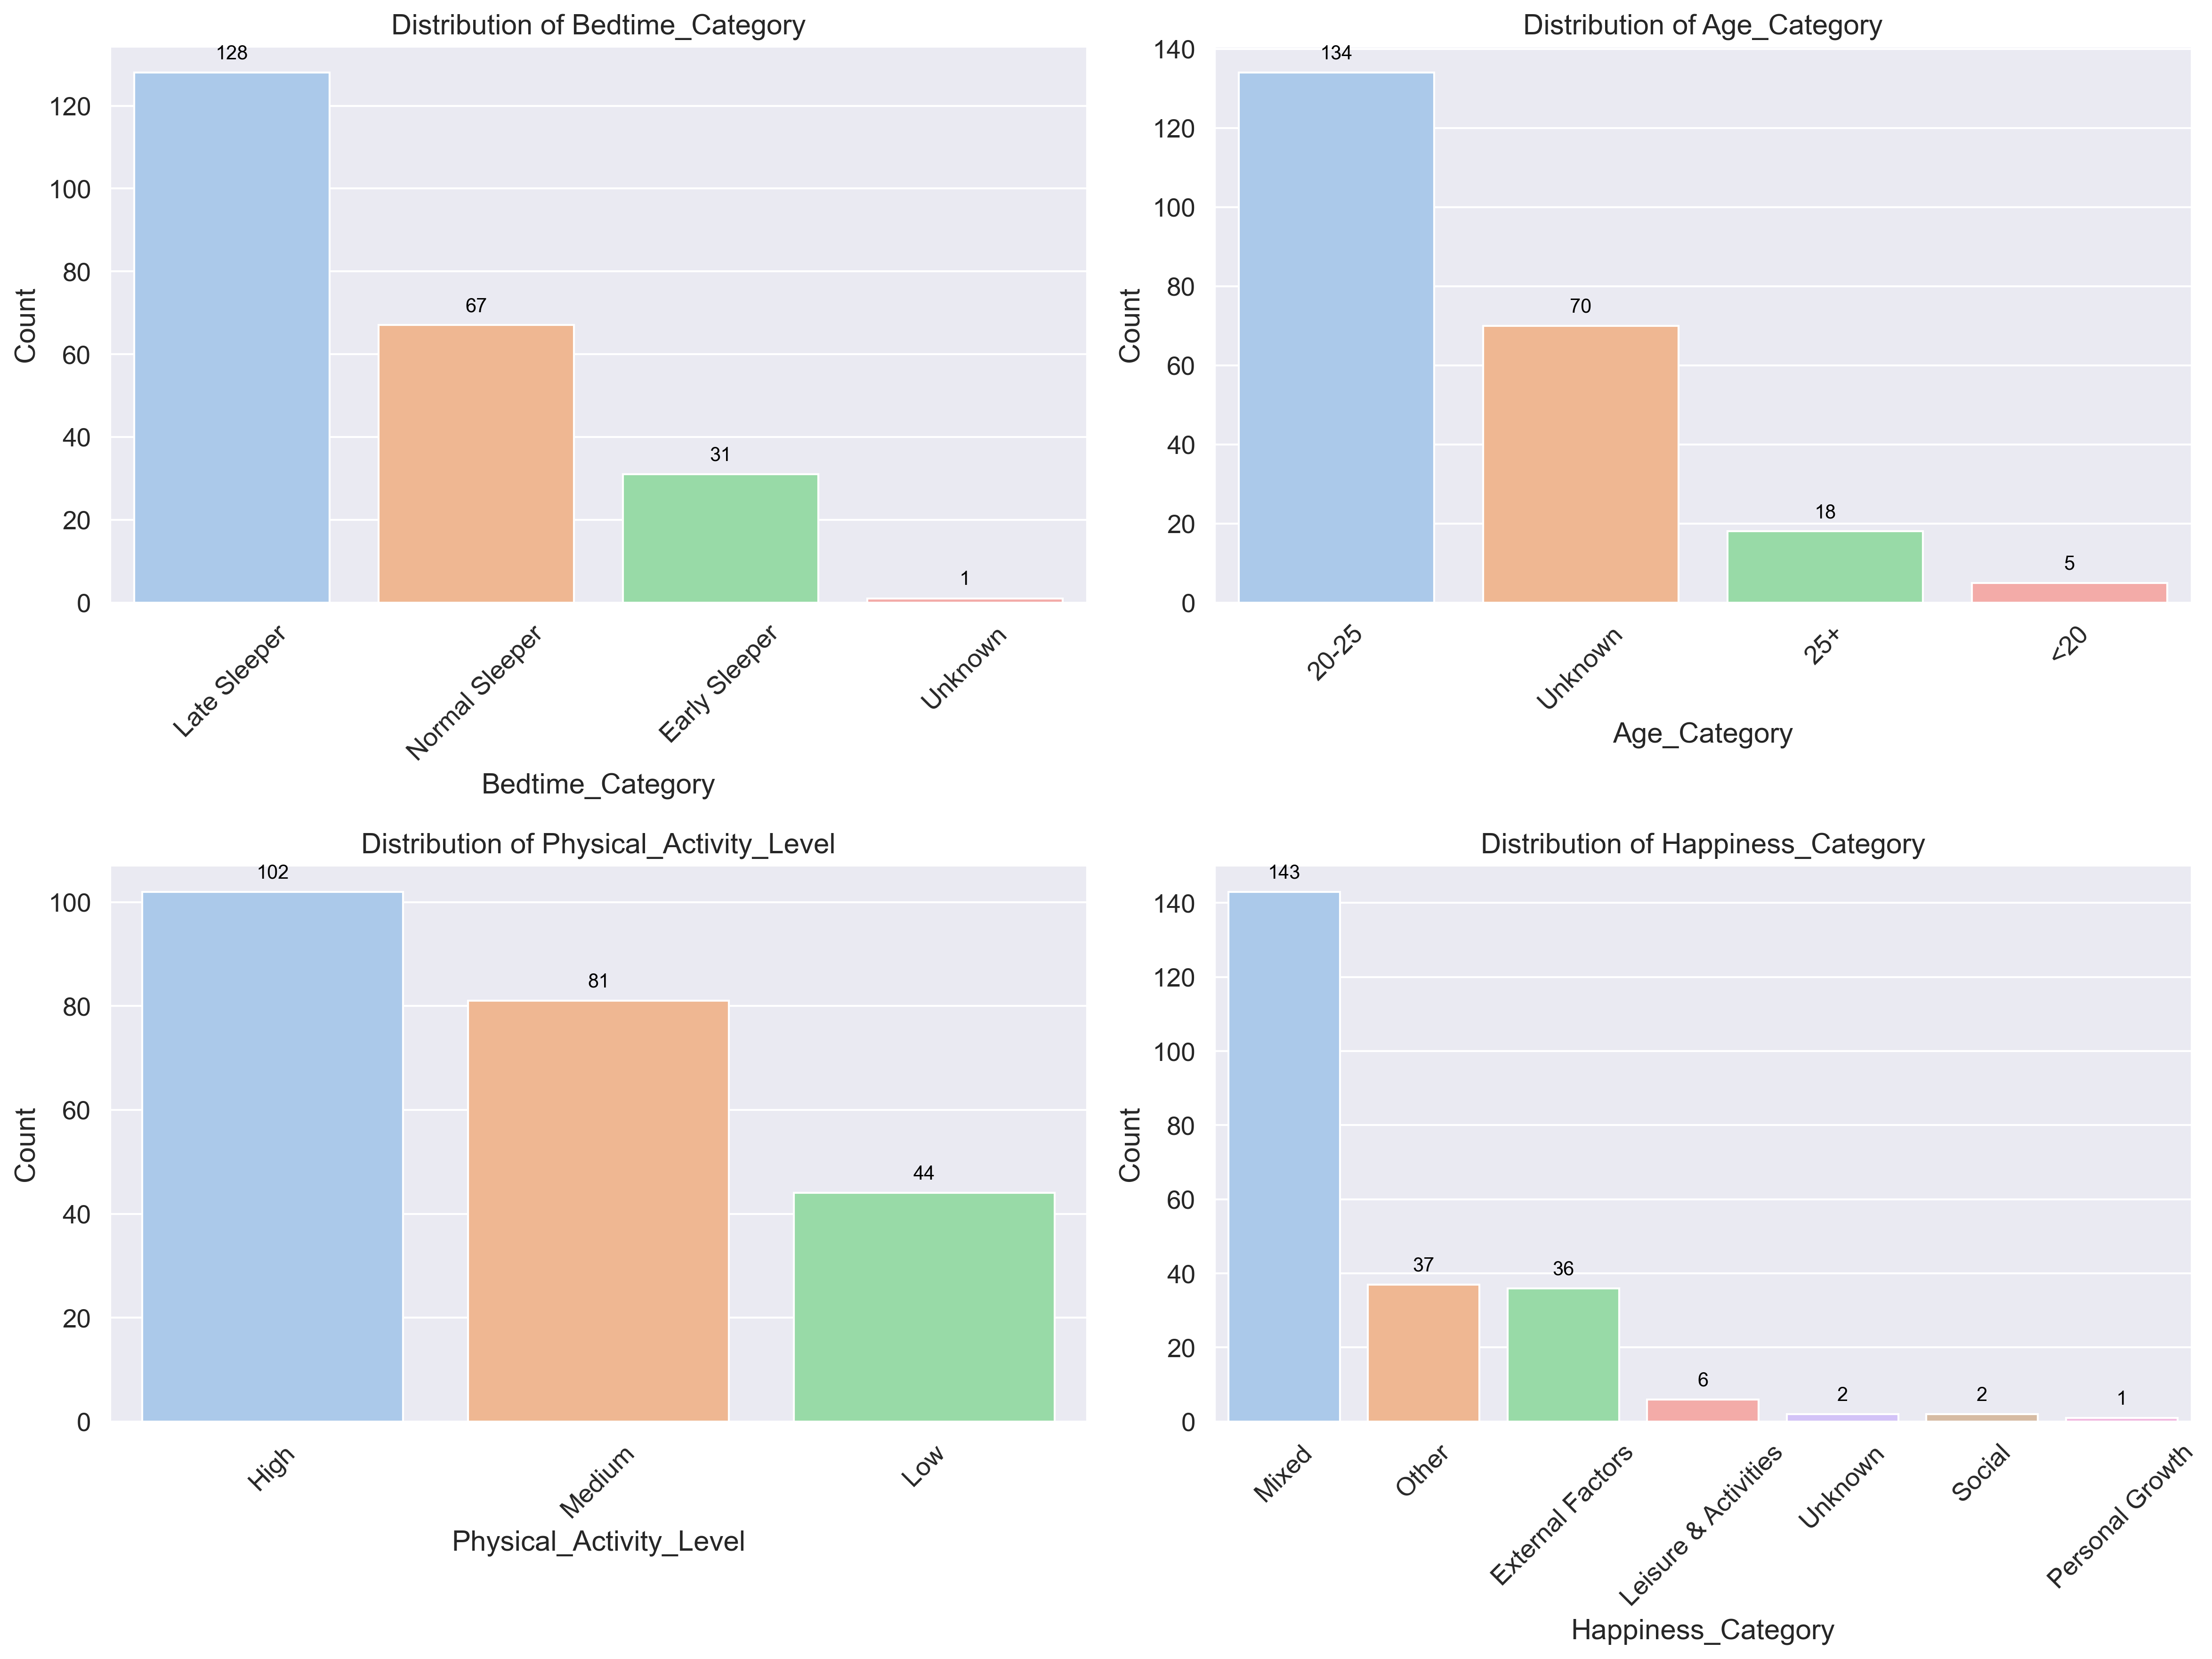 Distribution of Bedtime_Category
128
67
31
1
120
100
80
60
40
20
0
Count
Late Sleeper
Normal Sleeper
Early Sleeper
Unknown
Bedtime_Category
Distribution of Age_Category
134
70
18
5
140
120
100
80
60
40
20
0
Count
20-25
Unknown
25+
<20
Age_Category
Distribution of Physical_Activity_Level
102
81
44
100
80
60
40
20
0
Count
High
Medium
Low
Physical_Activity_Level
Distribution of Happiness_Category
143
37
36
6
2
2
1
140
120
100
80
60
40
20
0
Count
Mixed
Other
External Factors
Leisure & Activities
Unknown
Social
Personal Growth
Happiness_Category